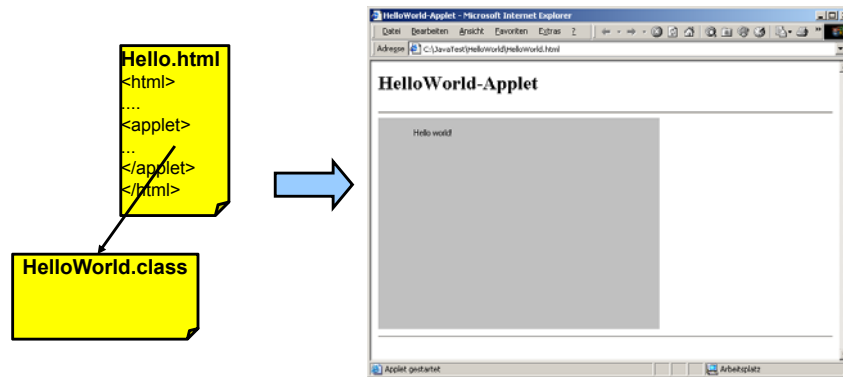 Hello.html
<html>
....
<applet>
...
</applet>
</html>
HelloWorld.class
HelloWorld-Applet - Microsoft Internet Explorer
Datei Bearbeiten Ansicht Favoriten Extras ?
Adresse C:\JavaTest\HelloWorld\HelloWorld.html
HelloWorld-Applet
Hello world!
Applet gestartet
Arbeitsplatz